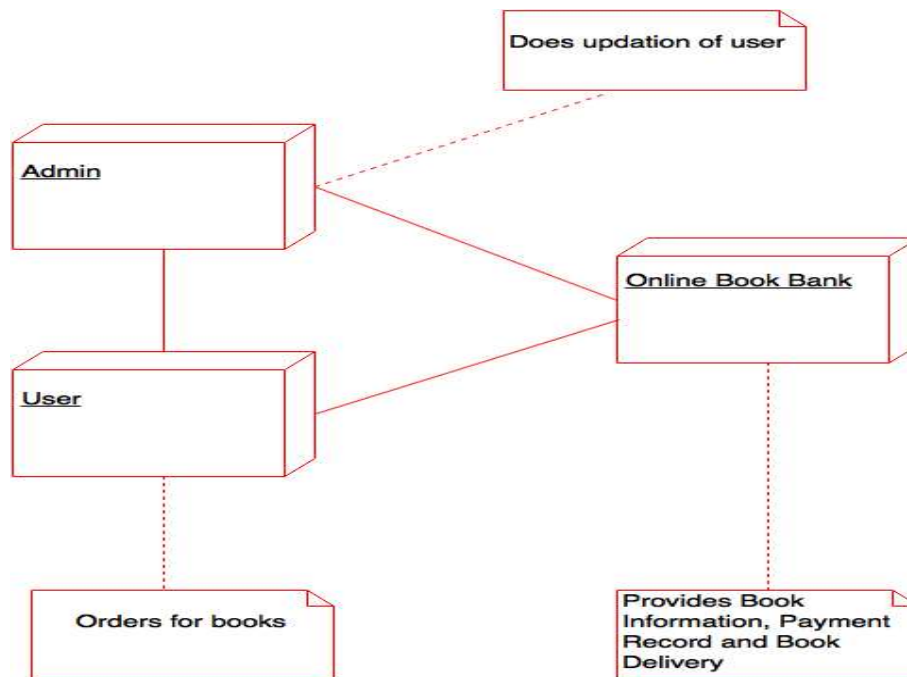 Does updation of user
Admin
Online Book Bank
User
Orders for books
Provides Book
Information, Payment
Record and Book
Delivery